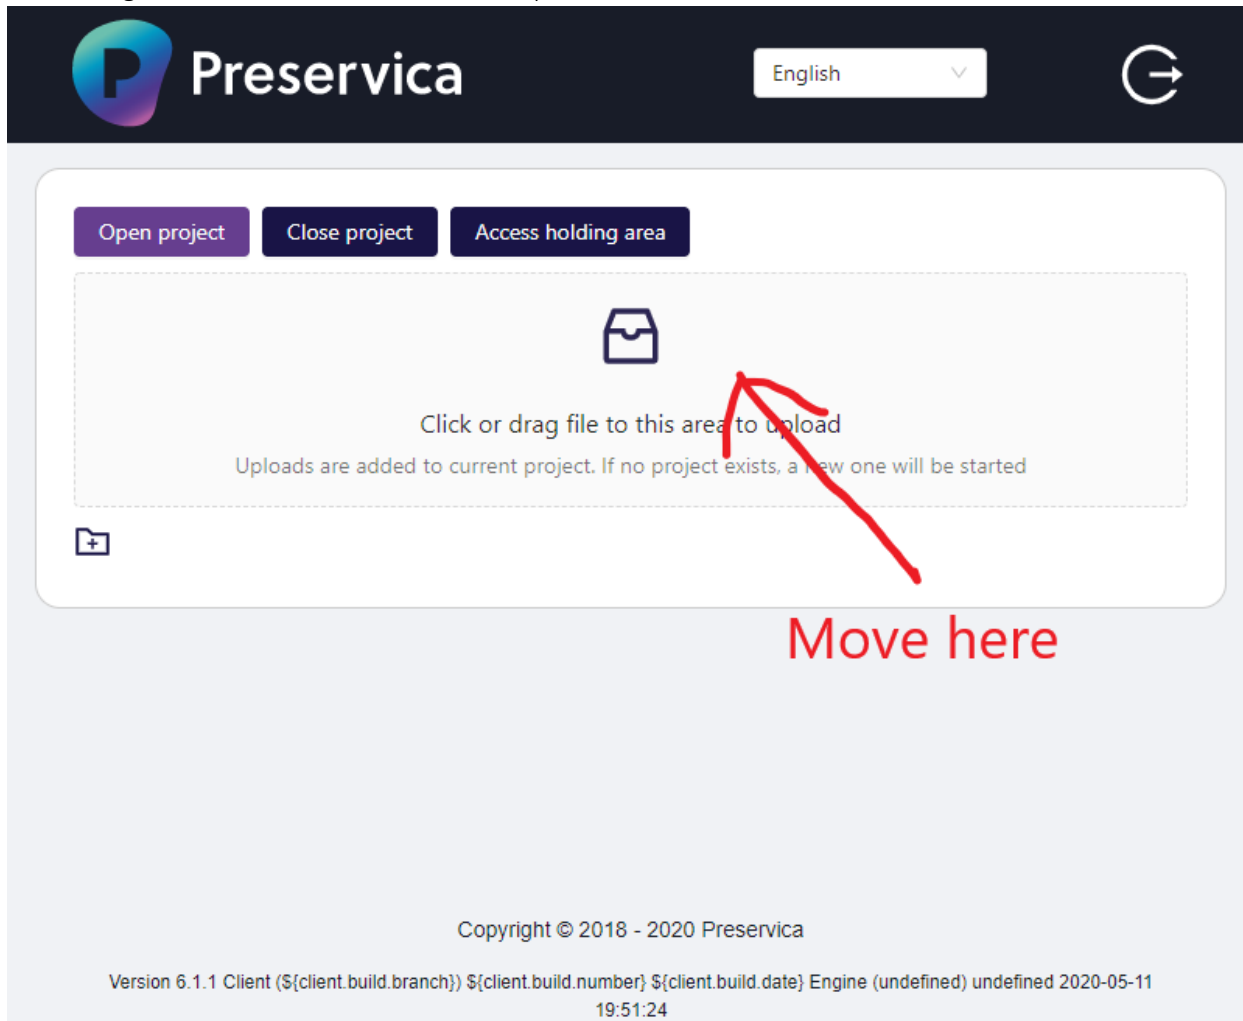 Preservica
English
Open project
Close project
Access holding area
Click or drag file to this area to upload
Uploads are added to current project. If no project exists, a new one will be started
Move here
Copyright © 2018 - 2020 Preservica
Version 6.1.1 Client (${client.build.branch}) ${client.build.number} ${client.build.date} Engine (undefined) undefined 2020-05-11
19:51:24